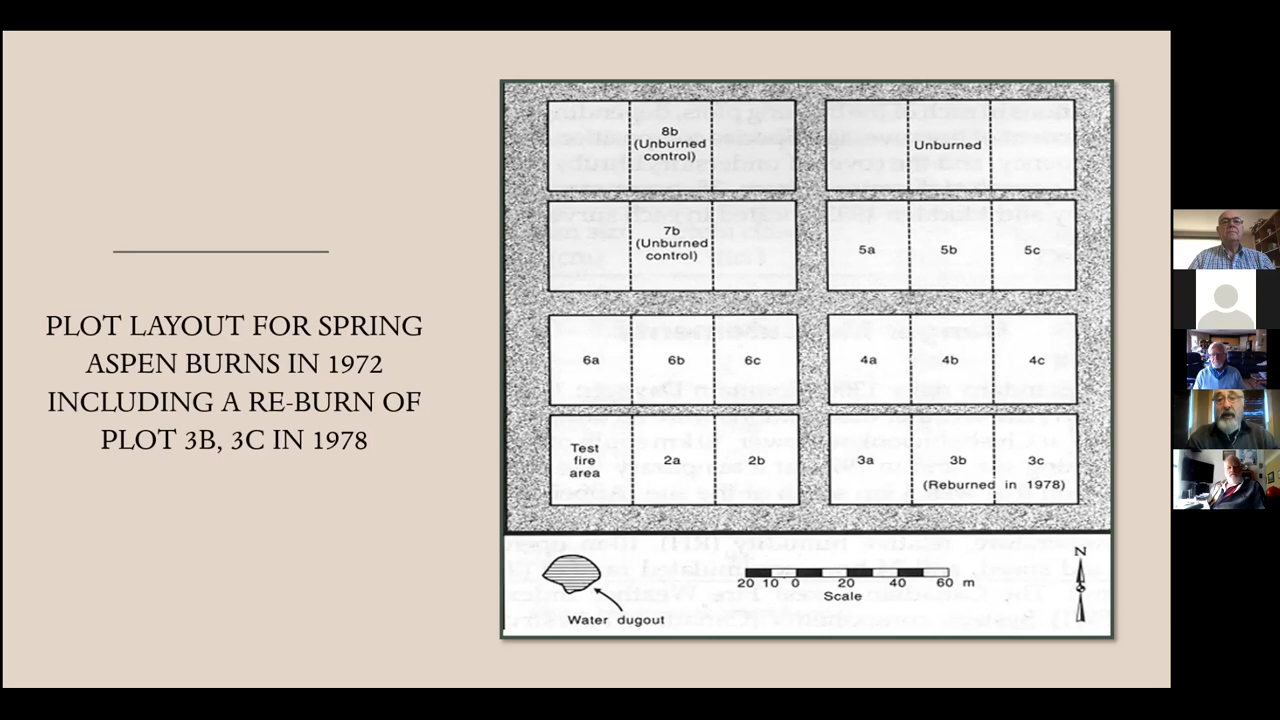 PLOT LAYOUT FOR SPRING
ASPEN BURNS IN 1972
INCLUDING A RE-BURN OF
PLOT 3B, 3C IN 1978
8b
(Unburned
control)
Unburned
7b
(Unburned
control)
5a 5b 5c
6a 6b 6c
4a 4b 4c
Test
fire
area
2a 2b
3a 3b 3c
(Reburned in 1978)
N
20 10 0 20 40 60 m
Scale
Water dugout